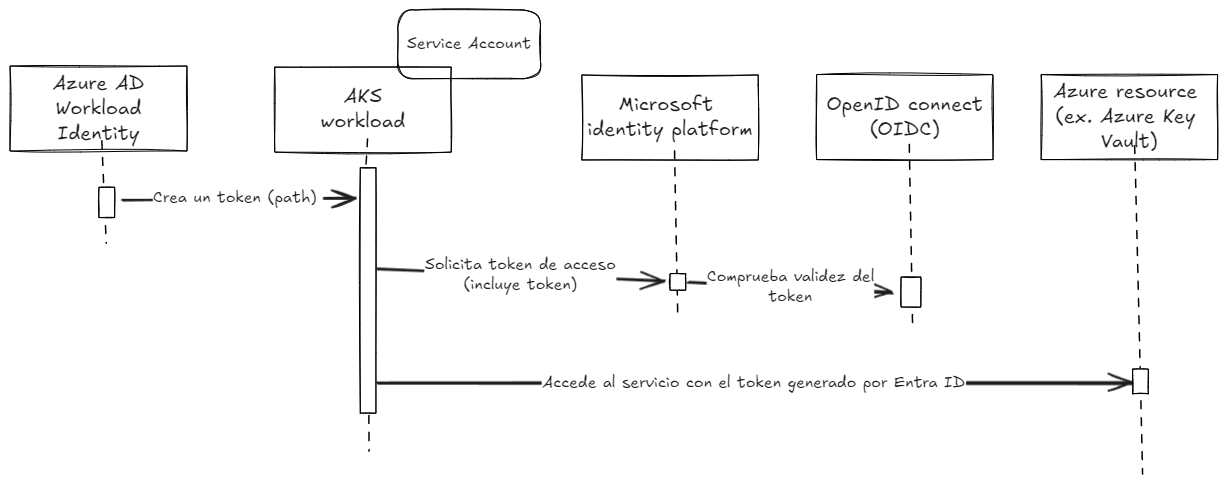 Service Account
Azure AD
Workload
Identity
AKS
workload
Microsoft
identity platform
OpenID connect
(OIDC)
Azure resource
(ex. Azure Key
Vault)
Crea un token (path)
Solicita token de acceso
(incluye token)
Comprueba validez del
token
Accede al servicio con el token generado por Entra ID